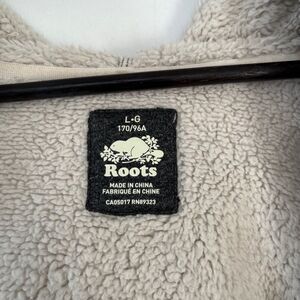 L•G
170/96A
Roots
MADE IN CHINA
FABRIQUÉ EN CHINE
CA05017 RN89323